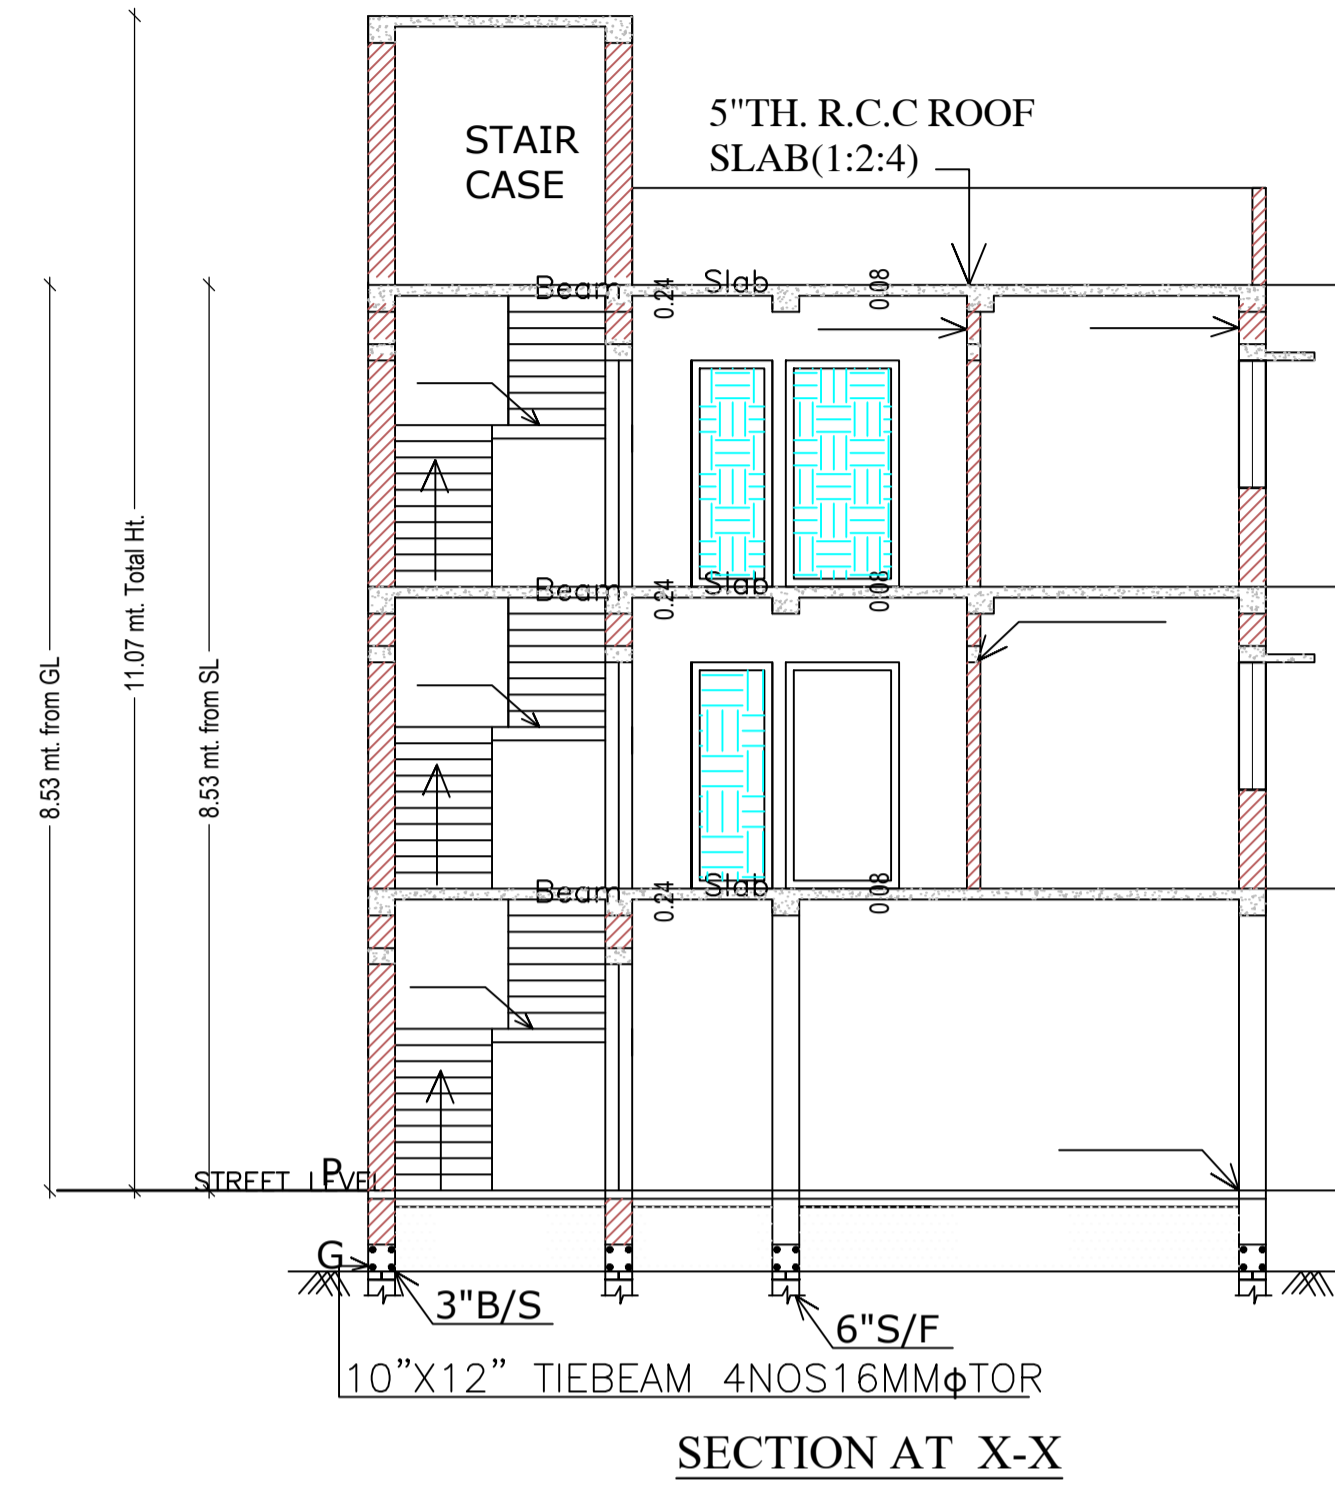 STAIR
CASE
5"TH. R.C.C ROOF
SLAB(1:2:4)
Beam
0.24
Slab
0.08
Beam
0.24
Slab
0.08
Beam
0.24
Slab
0.08
8.53 mt. from GL
11.07 mt. Total Ht.
8.53 mt. from SL
STREET LEVEL
P
G
3"B/S
6"S/F
10”X12” TIEBEAM 4NOS16MMϕTOR
SECTION AT X-X